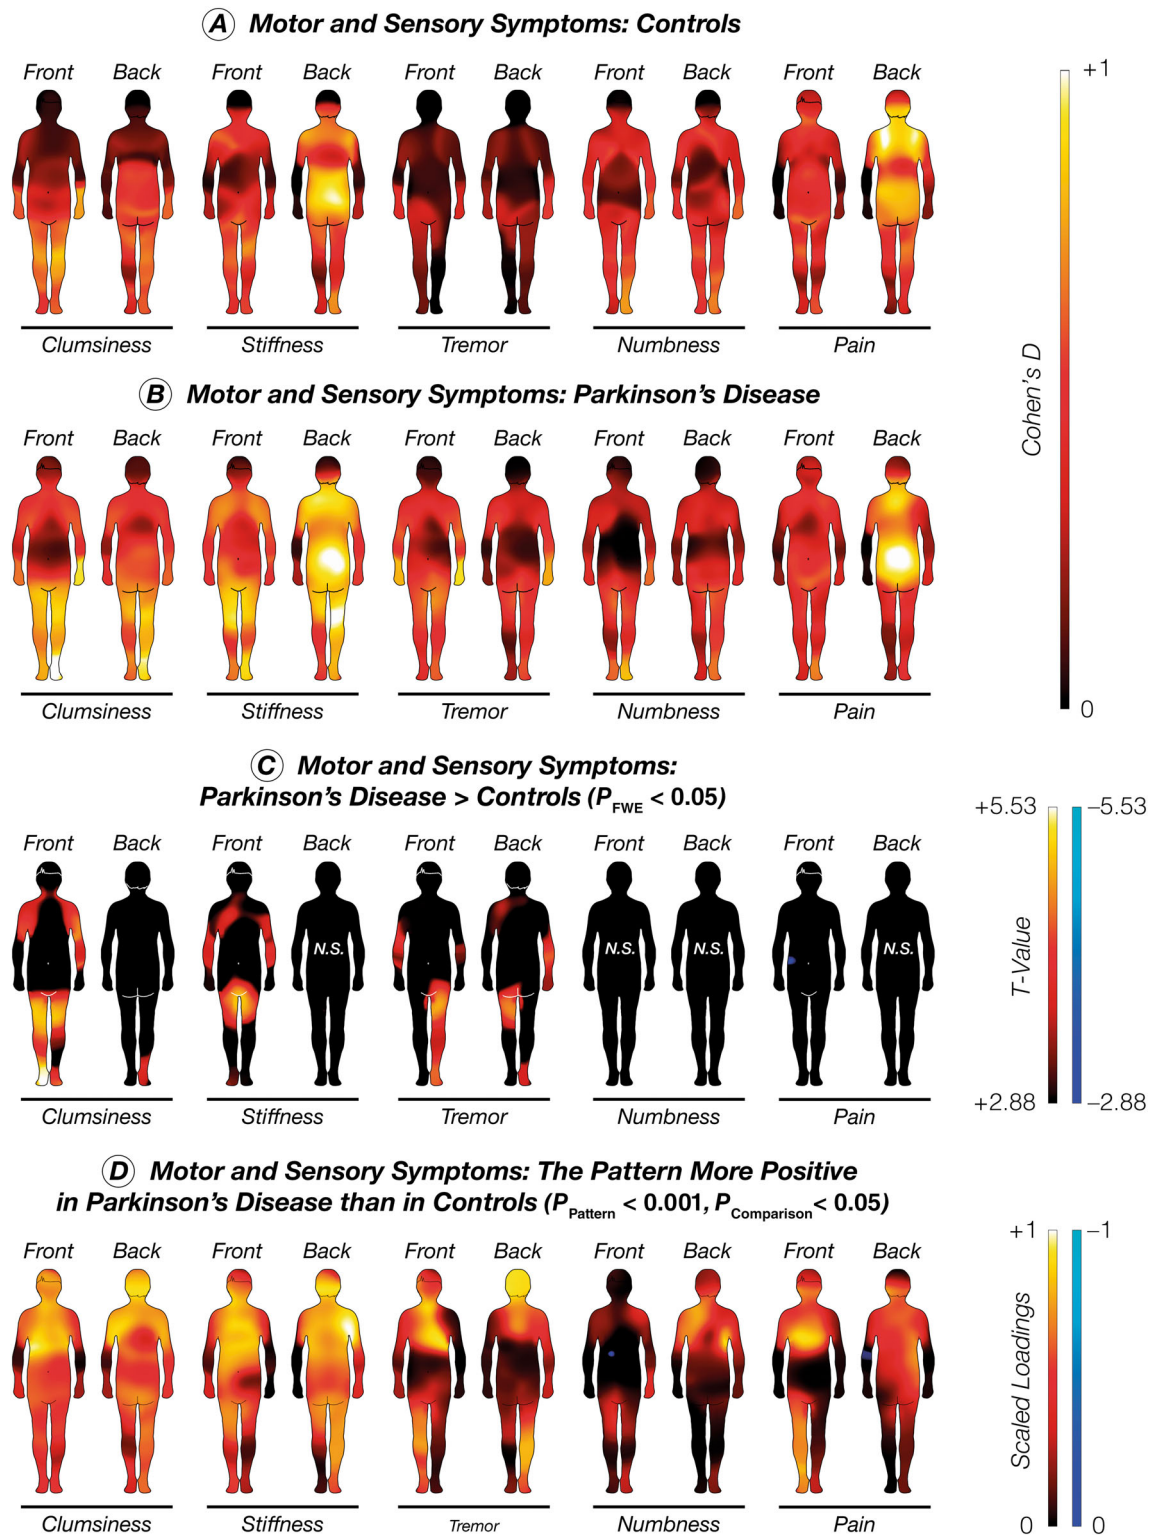 A Motor and Sensory Symptoms: Controls
Front Back Front Back Front Back Front Back Front Back
+1
Clumsiness Stiffness Tremor Numbness Pain
Cohen's D
B Motor and Sensory Symptoms: Parkinson's Disease
Front Back Front Back Front Back Front Back Front Back
0
Clumsiness Stiffness Tremor Numbness Pain
C Motor and Sensory Symptoms:
Parkinson's Disease > Controls (PFWE < 0.05)
+5.53 –5.53
Front Back Front Back Front Back Front Back Front Back
N.S. N.S. N.S. N.S.
T-Value
+2.88 –2.88
Clumsiness Stiffness Tremor Numbness Pain
D Motor and Sensory Symptoms: The Pattern More Positive
in Parkinson's Disease than in Controls (PPattern < 0.001, PComparison< 0.05)
+1 –1
Front Back Front Back Front Back Front Back Front Back
Scaled Loadings
0 0
Clumsiness Stiffness Tremor Numbness Pain